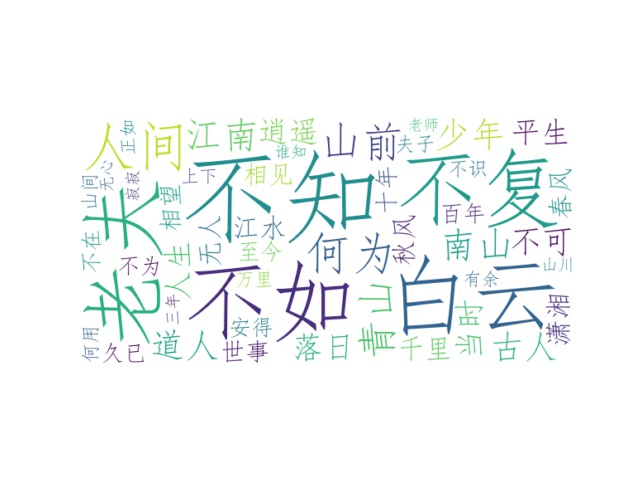 人间
江南
逍遥
山前
老师
少年
平生
不知
不复
老夫
不如
白云
正如
无心
寂寂
山间
不在
相望
上下
谁知
相见
夫子
不识
十年
百年
春风
无人
江水
何为
秋风
南山
不可
至今
万里
人生
不为
三年
有余
山川
何用
久已
道人
安得
世事
落日
青山
千里
古人
潇湘